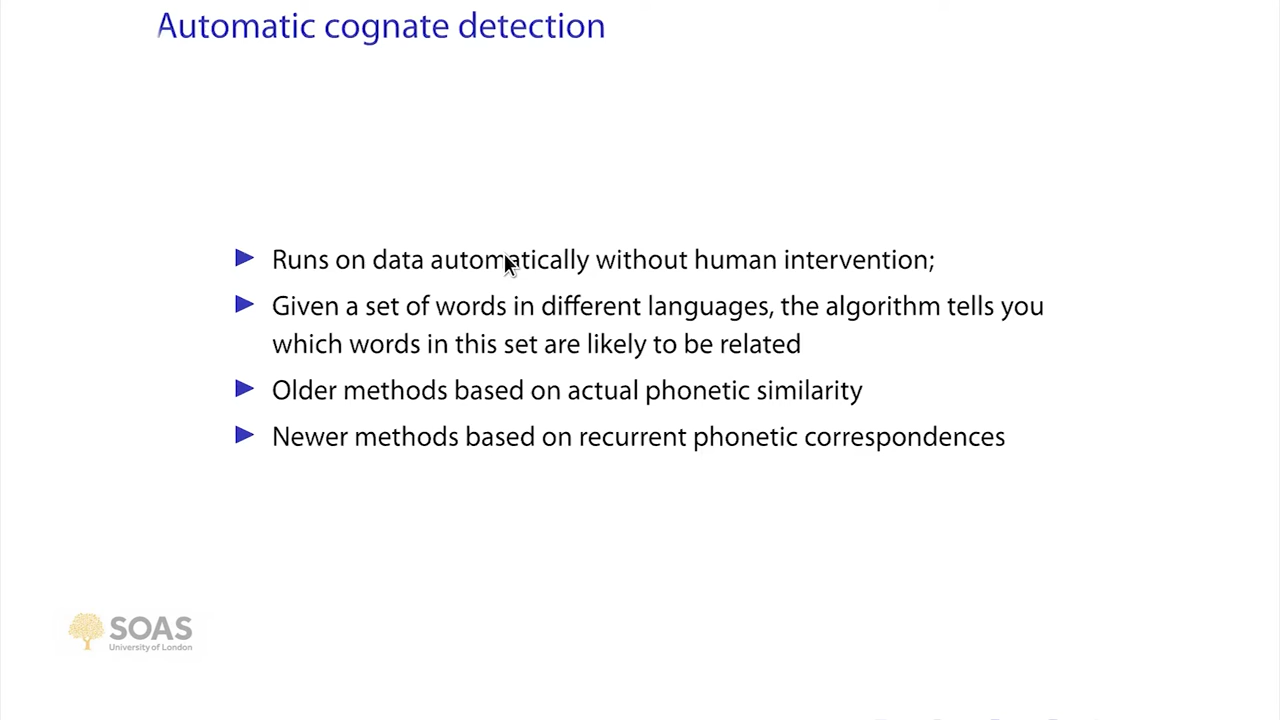 Automatic cognate detection
Runs on data automatically without human intervention;
Given a set of words in different languages, the algorithm tells you
which words in this set are likely to be related
Older methods based on actual phonetic similarity
Newer methods based on recurrent phonetic correspondences
SOAS
University of London